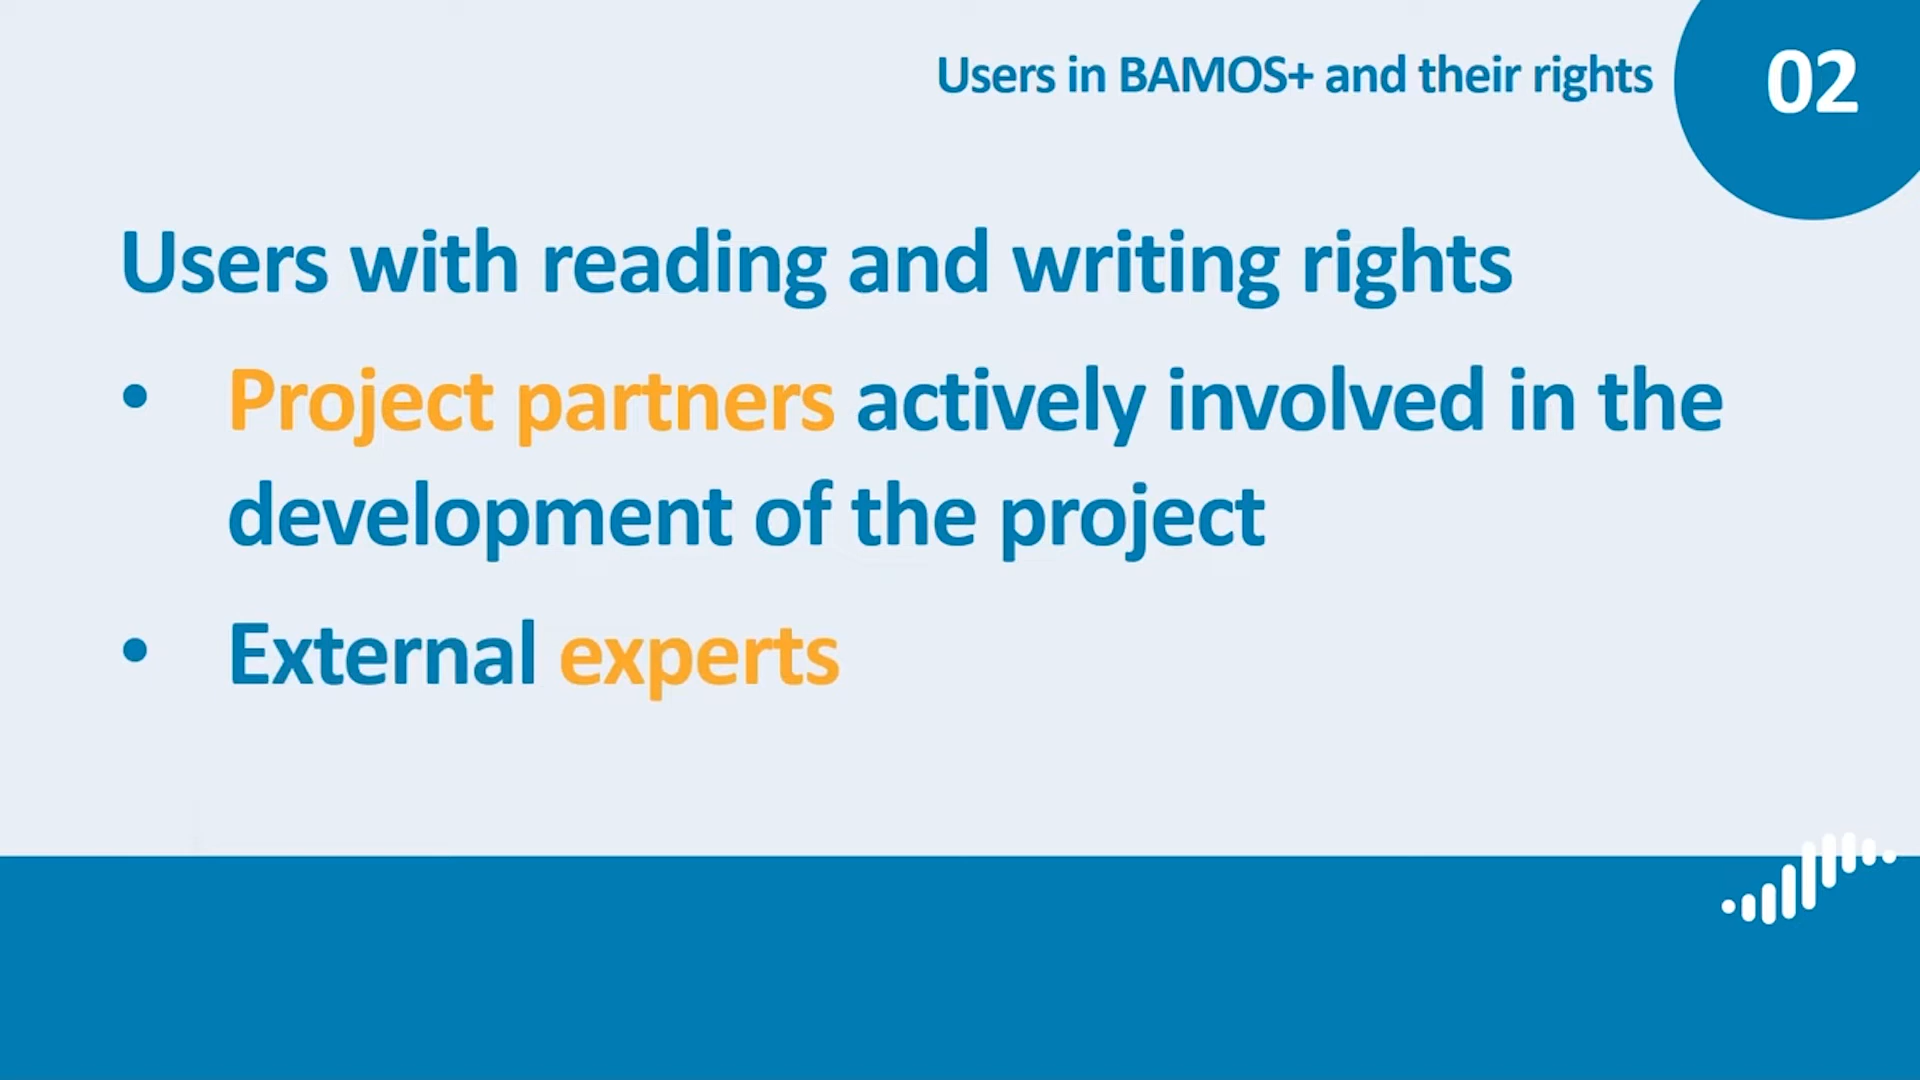 Users in BAMOS+ and their rights
02
Users with reading and writing rights
• Project partners actively involved in the
development of the project
• External experts